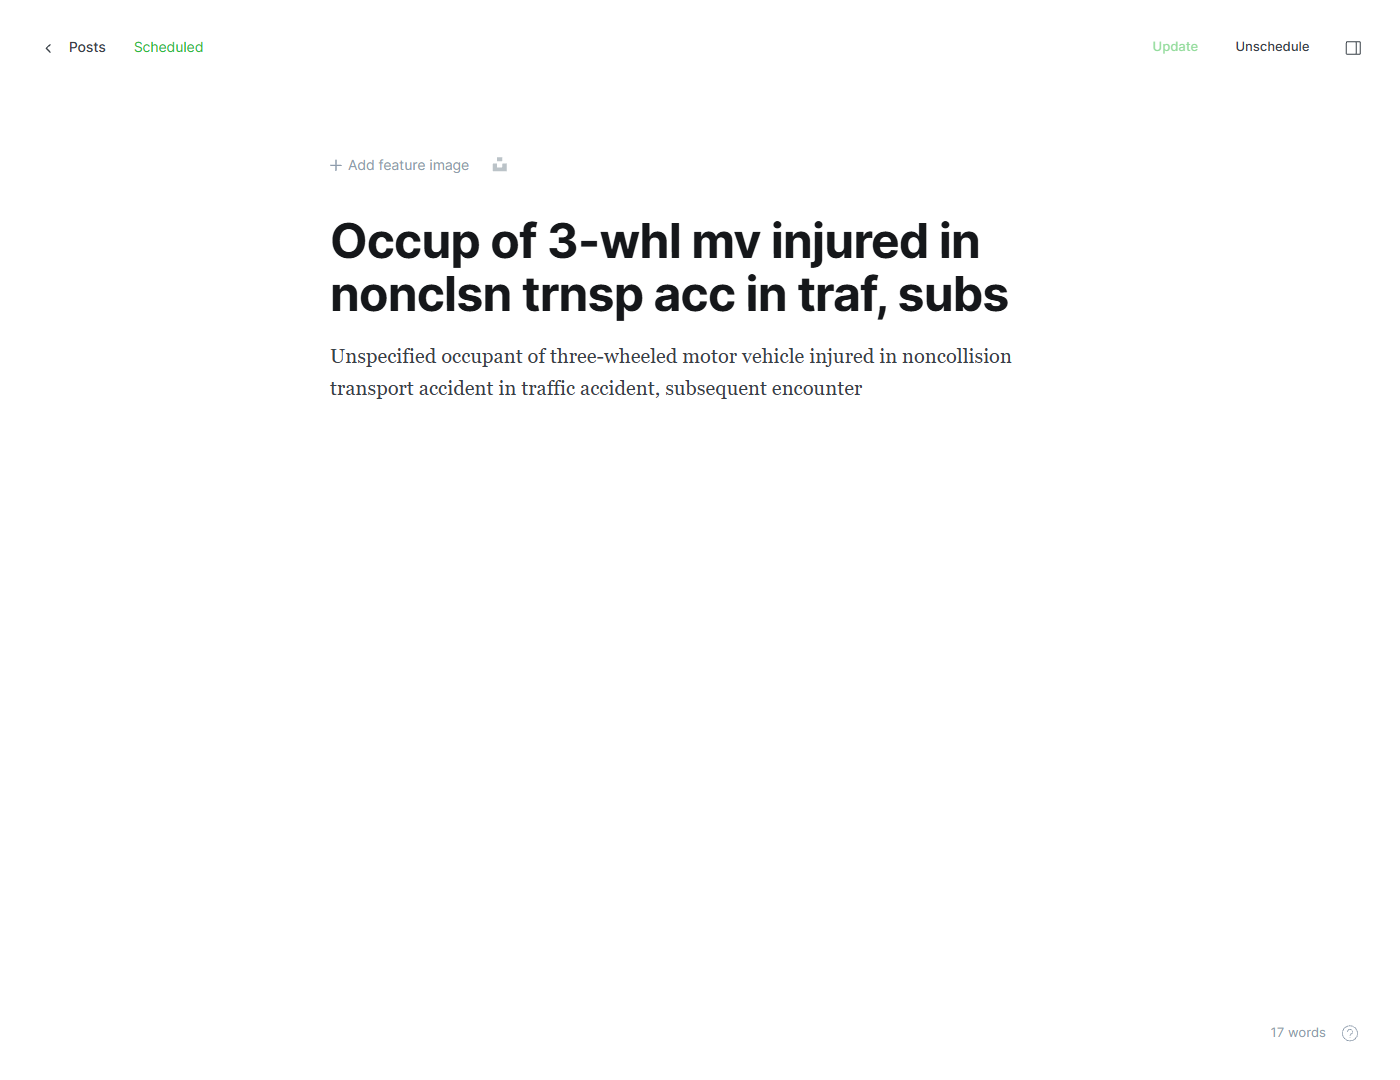 Posts Scheduled Update Unschedule
Add feature image
Occup of 3-whl mv injured in
nonclsn trnsp acc in traf, subs
Unspecified occupant of three-wheeled motor vehicle injured in noncollision
transport accident in traffic accident, subsequent encounter
17 words